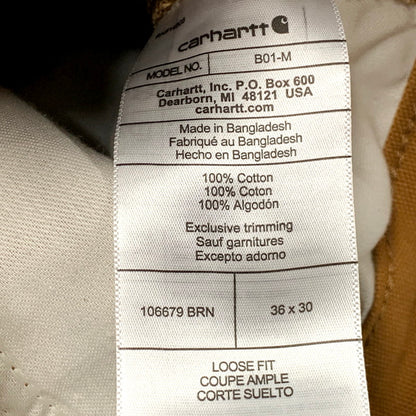 carhartt
MODEL NO. B01-M
Carhartt, Inc. P.O. Box 600
Dearborn, MI 48121 USA
carhartt.com
Made in Bangladesh
Fabriqué au Bangladesh
Hecho en Bangladesh
100% Cotton
100% Coton
100% Algodón
Exclusive trimming
Sauf garnitures
Excepto adorno
106679 BRN 36 x 30
LOOSE FIT
COUPE AMPLE
CORTE SUELTO